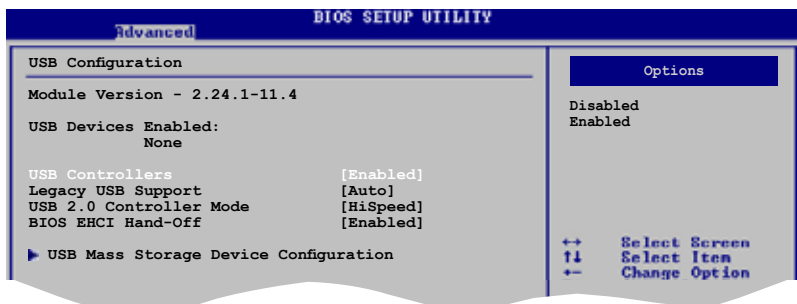 BIOS SETUP UTILITY
Advanced
USB Configuration
Module Version - 2.24.1-11.4
USB Devices Enabled:
None
USB Controllers [Enabled]
Legacy USB Support [Auto]
USB 2.0 Controller Mode [HiSpeed]
BIOS EHCI Hand-Off [Enabled]
USB Mass Storage Device Configuration
Options
Disabled
Enabled
↔ Select Screen
↑↓ Select Item
+- Change Option